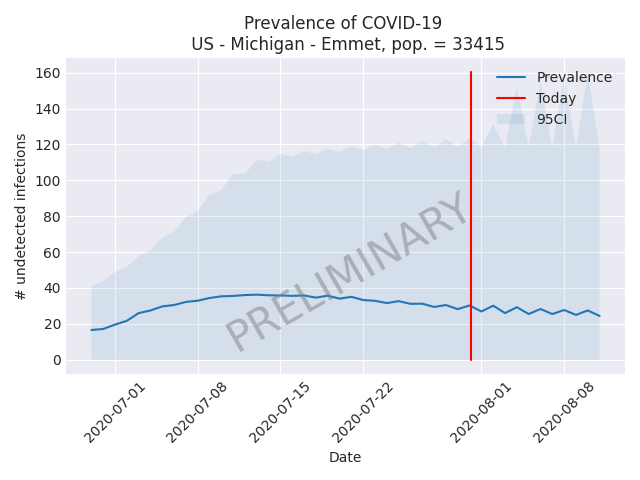 Prevalence of COVID-19
US - Michigan - Emmet, pop. = 33415
160
140
120
100
80
60
40
20
0
# undetected infections
Prevalence
Today
95CI
PRELIMINARY
2020-07-01
2020-07-08
2020-07-15
2020-07-22
2020-08-01
2020-08-08
Date